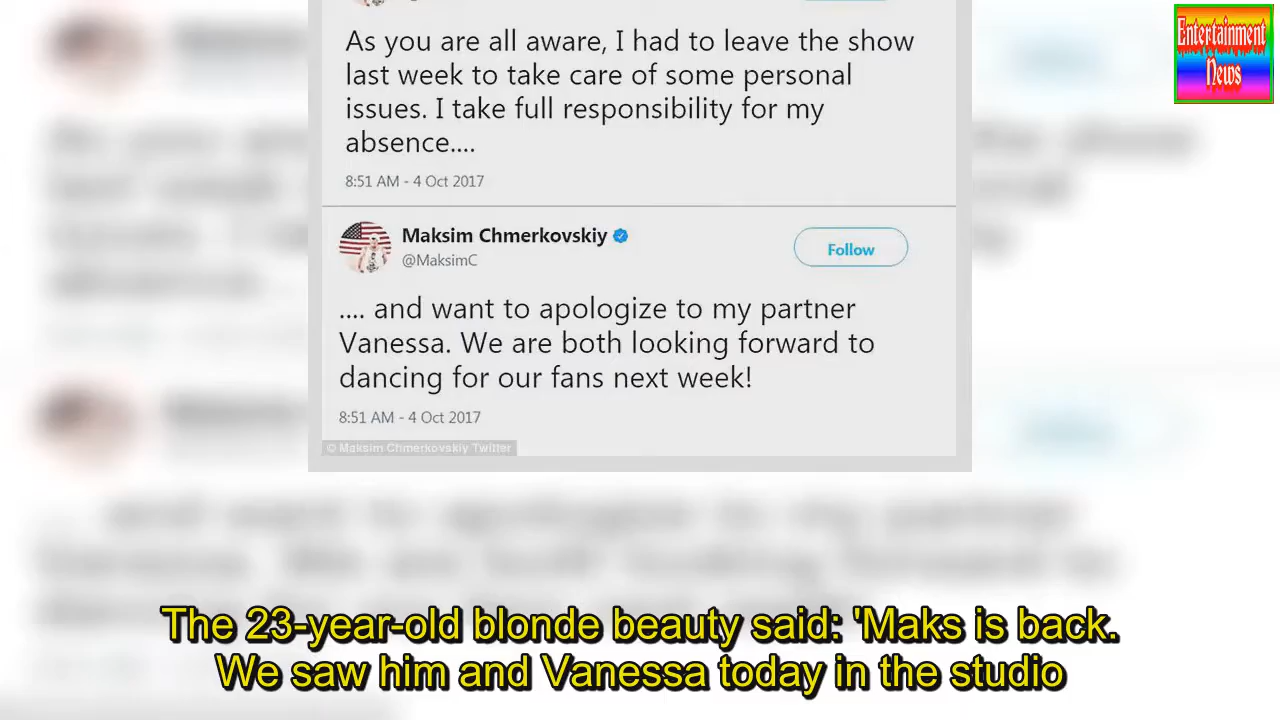 Entertainment
News
As you are all aware, I had to leave the show
last week to take care of some personal
issues. I take full responsibility for my
absence....
8:51 AM - 4 Oct 2017
Maksim Chmerkovskiy
Follow
@MaksimC
.... and want to apologize to my partner
Vanessa. We are both looking forward to
dancing for our fans next week!
8:51 AM - 4 Oct 2017
© Maksim Chmerkovskiy Twitter
The 23-year-old blonde beauty said: 'Maks is back.
We saw him and Vanessa today in the studio